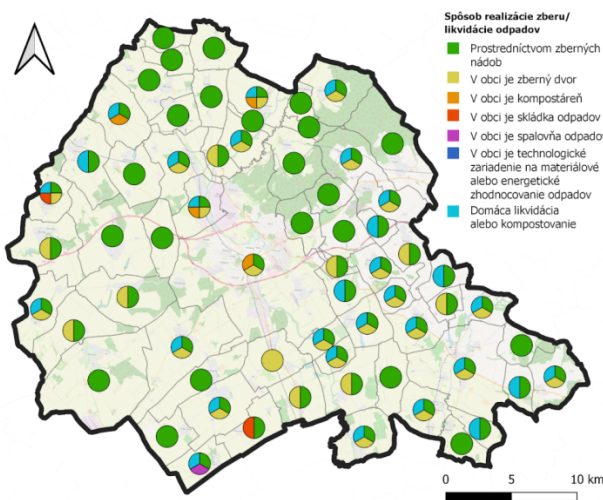 Spôsob realizácie zberu/
likvidácie odpadov
Prostredníctvom zberných
nádob
V obci je zberný dvor
V obci je kompostáreň
V obci je skládka odpadov
V obci je spaľovňa odpadov
V obci je technologické
zariadenie na materiálové
alebo energetické
zhodnocovanie odpadov
Domáca likvidácia
alebo kompostovanie
0 5 10 km